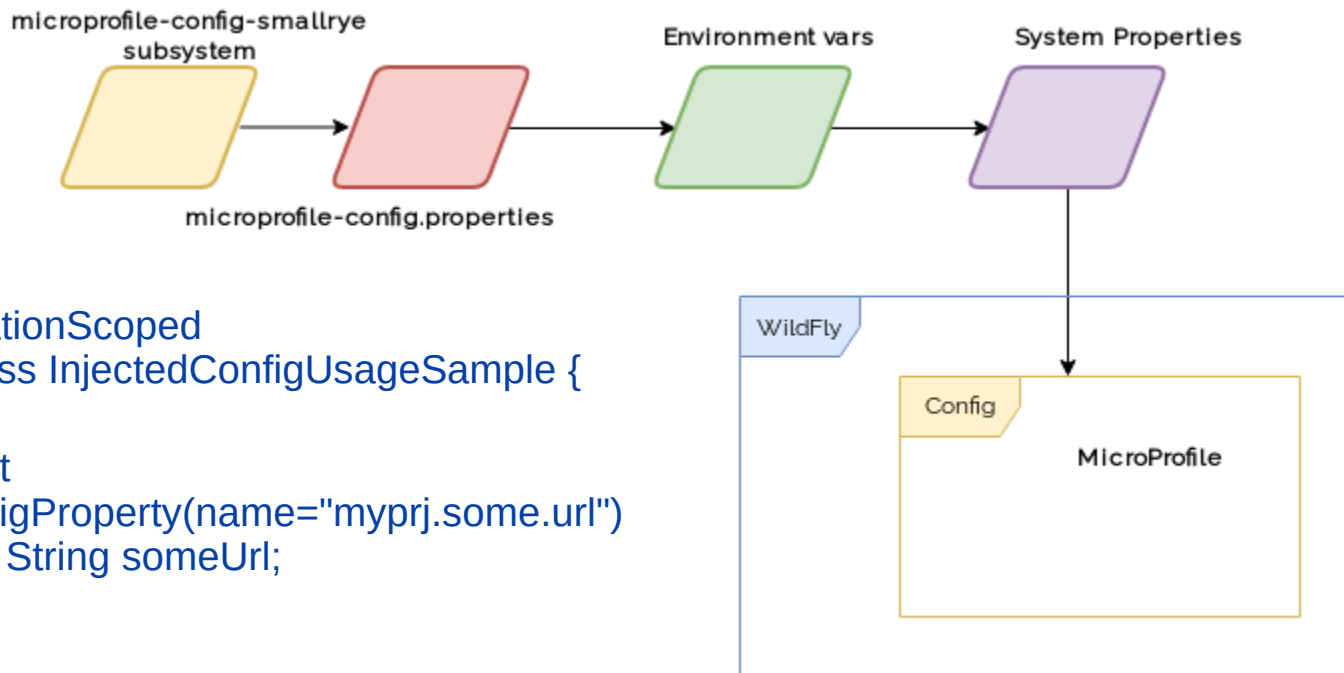 microprofile-config-smallrye
subsystem
Environment vars
System Properties
microprofile-config.properties
tionScoped
ss InjectedConfigUsageSample {
t
igProperty(name="myprj.some.url")
String someUrl;
WildFly
Config
MicroProfile